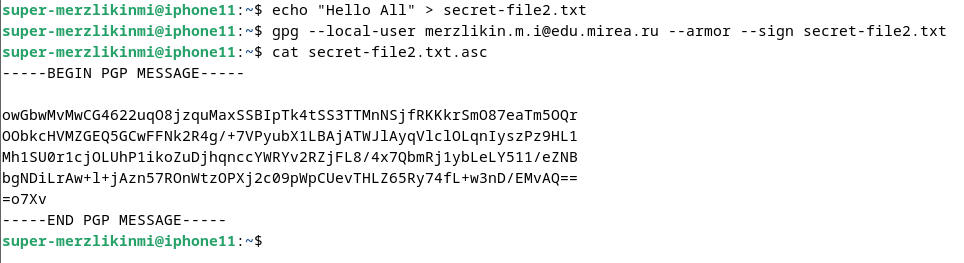 super-merzlikinmi@iphone11:~$ echo "Hello All" > secret-file2.txt
super-merzlikinmi@iphone11:~$ gpg --local-user merzlikin.m.i@edu.mirea.ru --armor --sign secret-file2.txt
super-merzlikinmi@iphone11:~$ cat secret-file2.txt.asc
-----BEGIN PGP MESSAGE-----

owGbwMvMwCG4622uqO8jzquMaxSSBIpTk4tSS3TTMnNSjfRKKkrSmO87eaTm5OQr
OObkcHVMZGEQ5GCwFFNk2R4g/+7VPyubX1LBAjATWJlAyqVlclOLqnIyszPz9HL1
Mh1SU0r1cjOLUhP1ikoZuDjhqnccYWRYv2RZjFL8/4x7QbmRj1ybLeLY511/eZNB
bgNDiLrAw+l+jAzn57ROnWtzOPXj2c09pWpCUevTHLZ65Ry74fL+w3nD/EMvAQ==
=o7Xv
-----END PGP MESSAGE-----
super-merzlikinmi@iphone11:~$